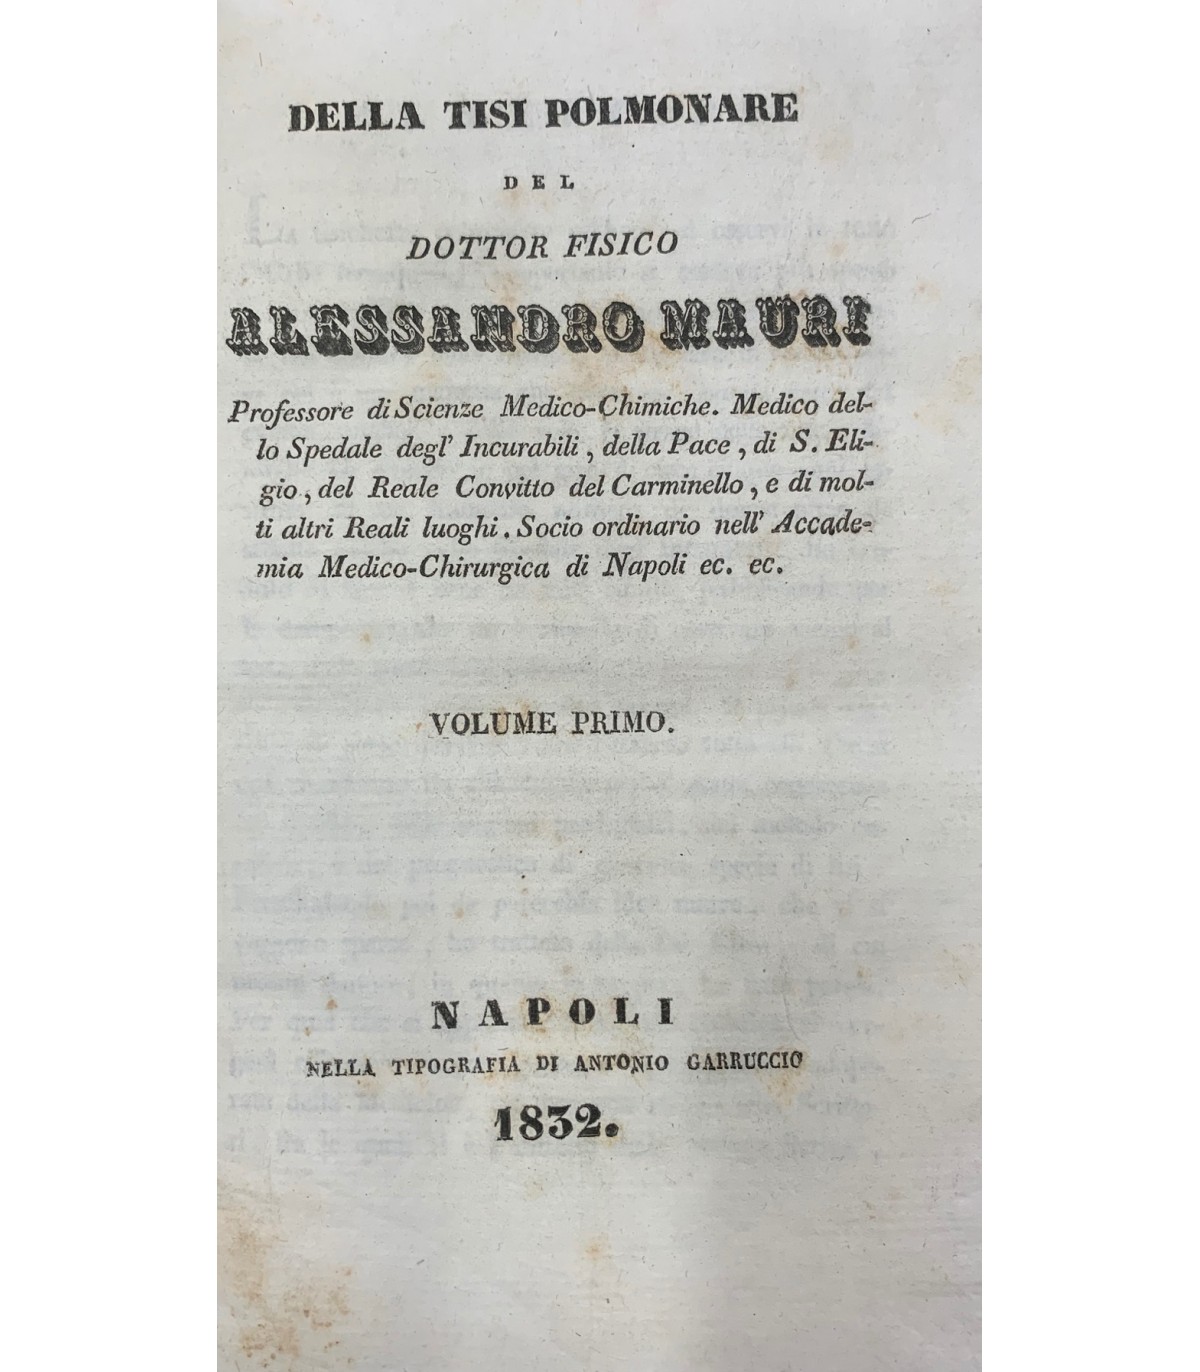 DELLA TISI POLMONARE
DEL
DOTTOR FISICO
ALESSANDRO MAURI
Professore di Scienze Medico-Chimiche. Medico del-
lo Spedale degl' Incurabili, della Pace, di S. Eli-
gio, del Reale Convitto del Carminello, e di mol-
ti altri Reali luoghi. Socio ordinario nell' Accade-
mia Medico-Chirurgica di Napoli ec. ec.
VOLUME PRIMO.
NAPOLI
NELLA TIPOGRAFIA DI ANTONIO GARRUCCIO
1832.